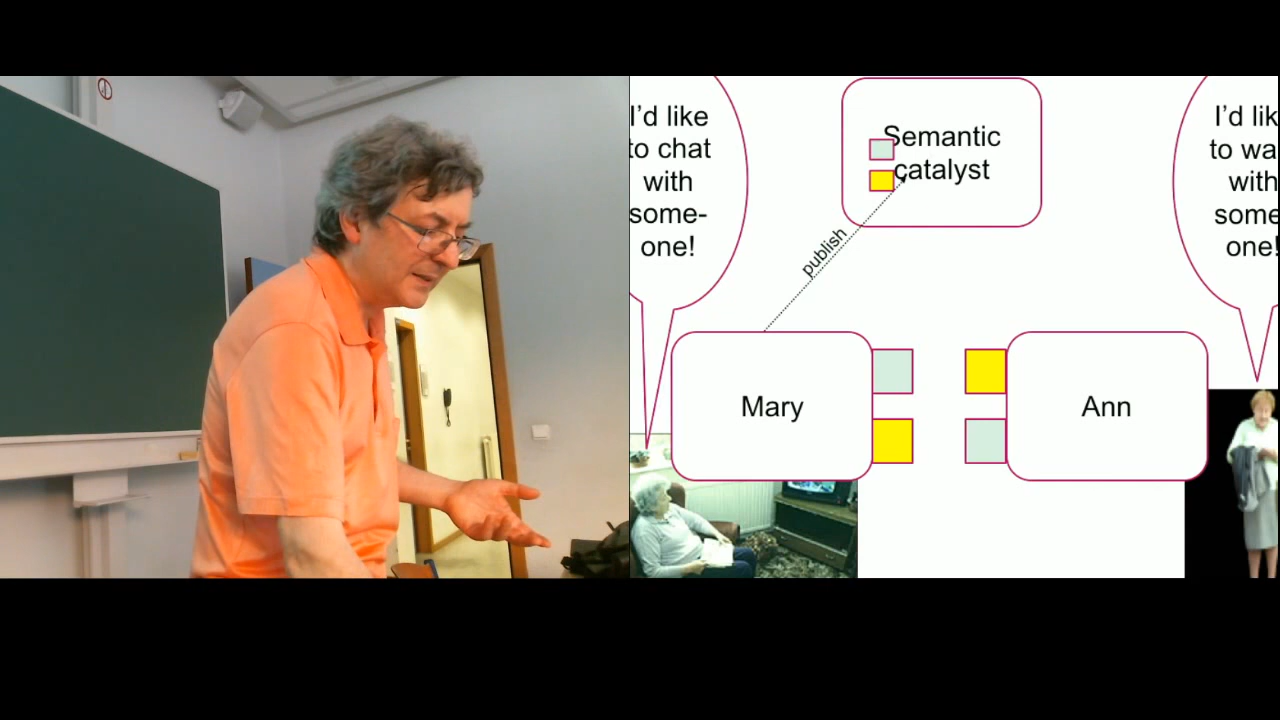 I'd like
to chat
with
some-
one!
Semantic
catalyst
publish
I'd lik
to wa
with
some
one!
Mary
Ann